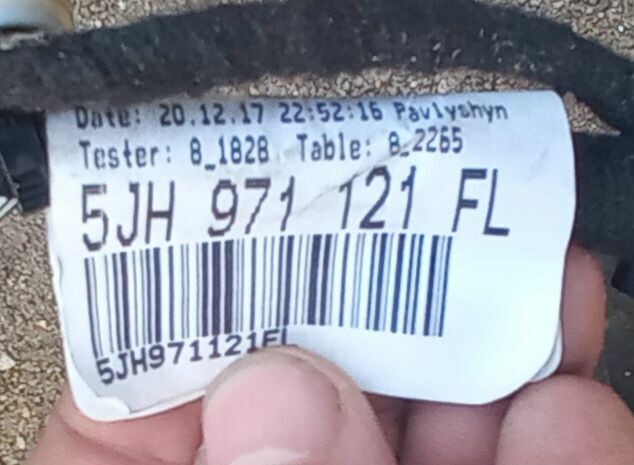 Date: 20.12.17 22:52:16 Pavlyshyn
Tester: 8_1828 Table: 8_2265
5JH 971 121 FL
5JH971121FL